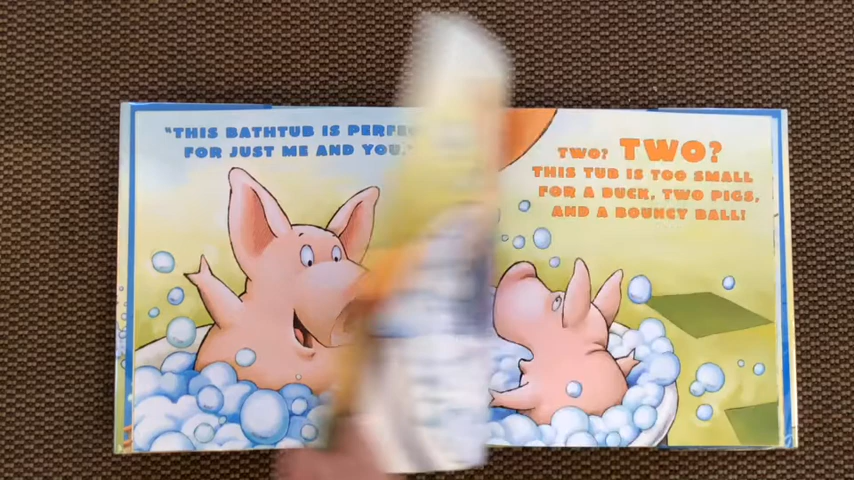 "THIS BATHTUB IS PERFE
FOR JUST ME AND YOU."
TWO? TWO?
THIS TUB IS TOO SMALL
FOR A DUCK, TWO PIGS,
AND A BOUNCY BALL!